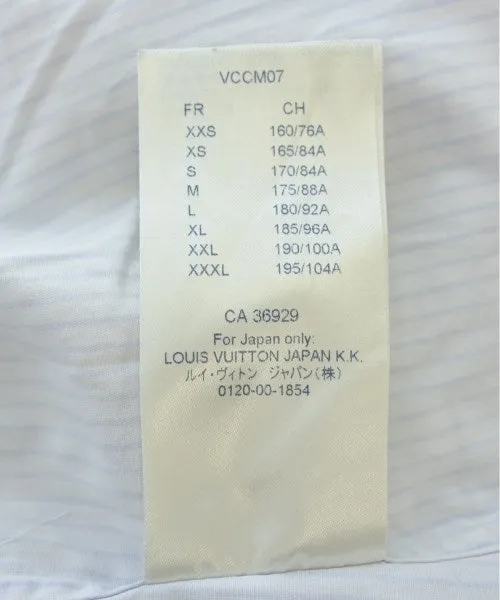 VCCM07
FR CH
XXS 160/76A
XS 165/84A
S 170/84A
M 175/88A
L 180/92A
XL 185/96A
XXL 190/100A
XXXL 195/104A
CA 36929
For Japan only:
LOUIS VUITTON JAPAN K.K.
ルイ・ヴィトン ジャパン(株)
0120-00-1854